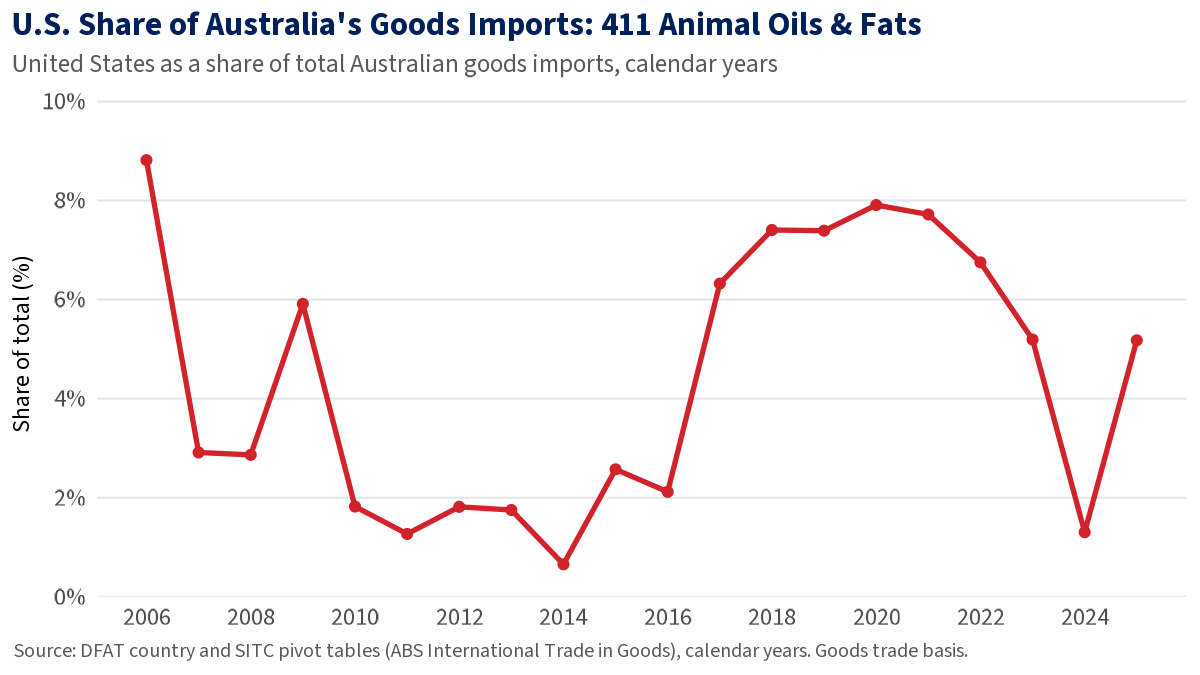 U.S. Share of Australia's Goods Imports: 411 Animal Oils & Fats
United States as a share of total Australian goods imports, calendar years
Share of total (%)
10%
8%
6%
4%
2%
0%
2006 2008 2010 2012 2014 2016 2018 2020 2022 2024
Source: DFAT country and SITC pivot tables (ABS International Trade in Goods), calendar years. Goods trade basis.